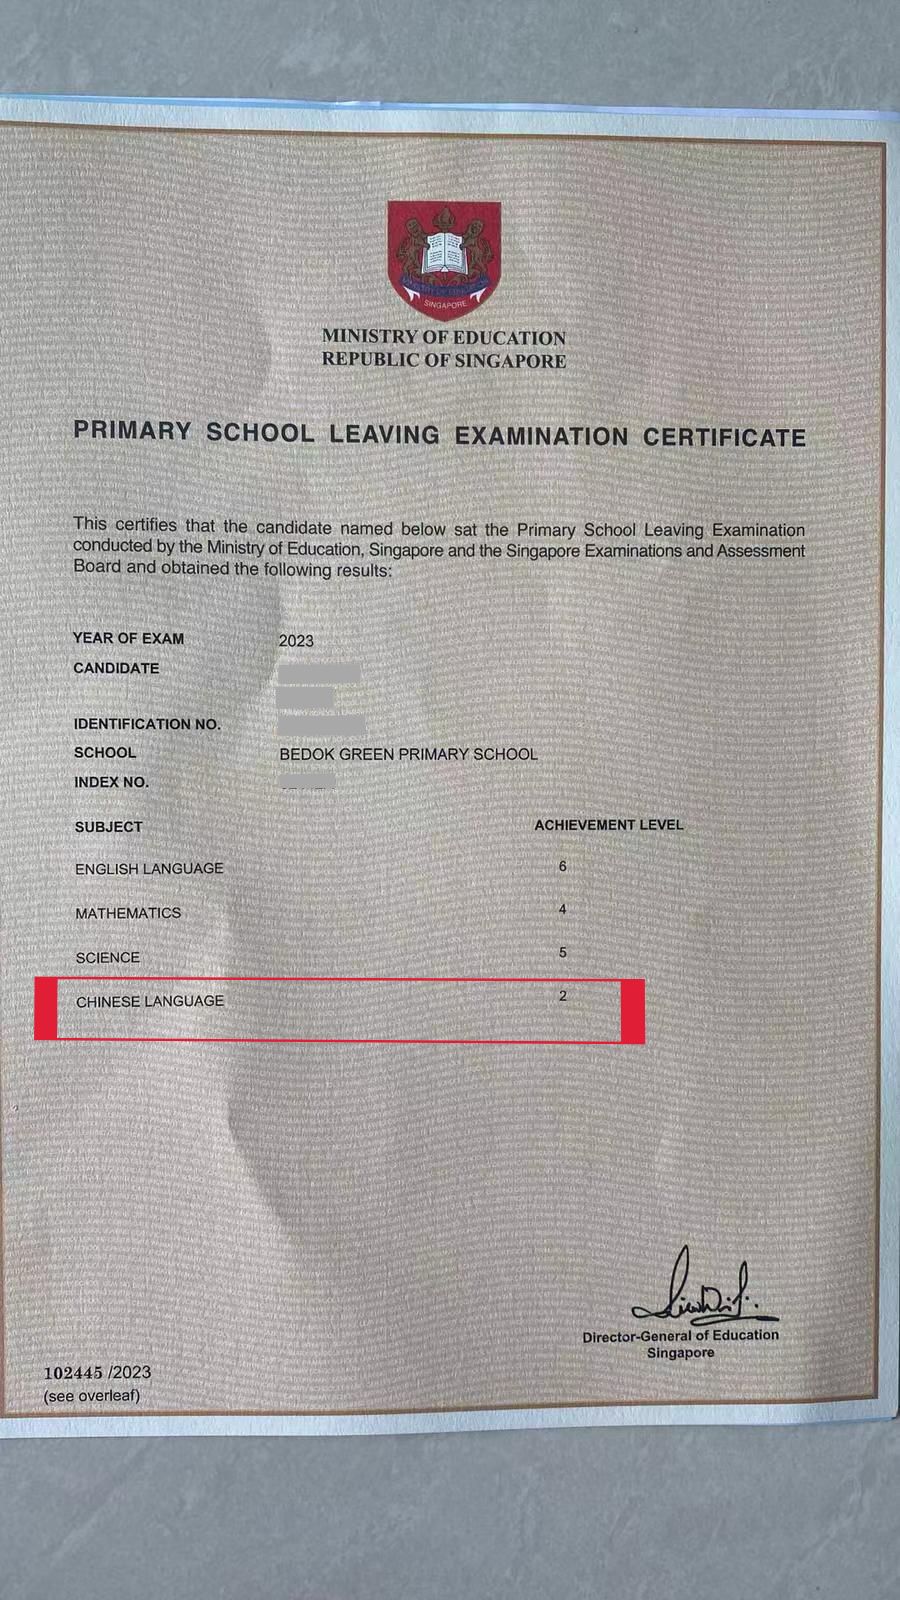 MINISTRY OF EDUCATION
SINGAPORE
MINISTRY OF EDUCATION
REPUBLIC OF SINGAPORE
PRIMARY SCHOOL LEAVING EXAMINATION CERTIFICATE
This certifies that the candidate named below sat the Primary School Leaving Examination
conducted by the Ministry of Education, Singapore and the Singapore Examinations and Assessment
Board and obtained the following results:
YEAR OF EXAM 2023
CANDIDATE
IDENTIFICATION NO.
SCHOOL BEDOK GREEN PRIMARY SCHOOL
INDEX NO.
SUBJECT ACHIEVEMENT LEVEL
ENGLISH LANGUAGE 6
MATHEMATICS 4
SCIENCE 5
CHINESE LANGUAGE 2
Director-General of Education
Singapore
102445 /2023
(see overleaf)